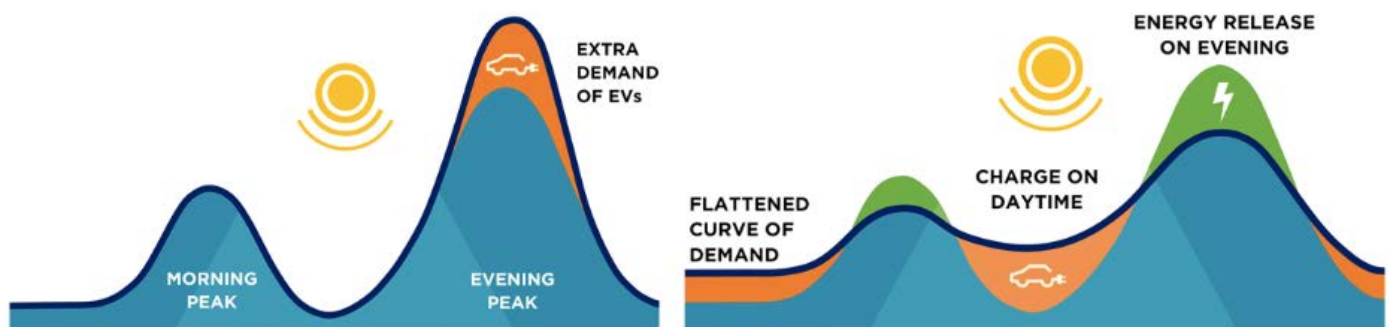 EXTRA
DEMAND
OF EVs
MORNING
PEAK
EVENING
PEAK
ENERGY RELEASE
ON EVENING
CHARGE ON
DAYTIME
FLATTENED
CURVE OF
DEMAND